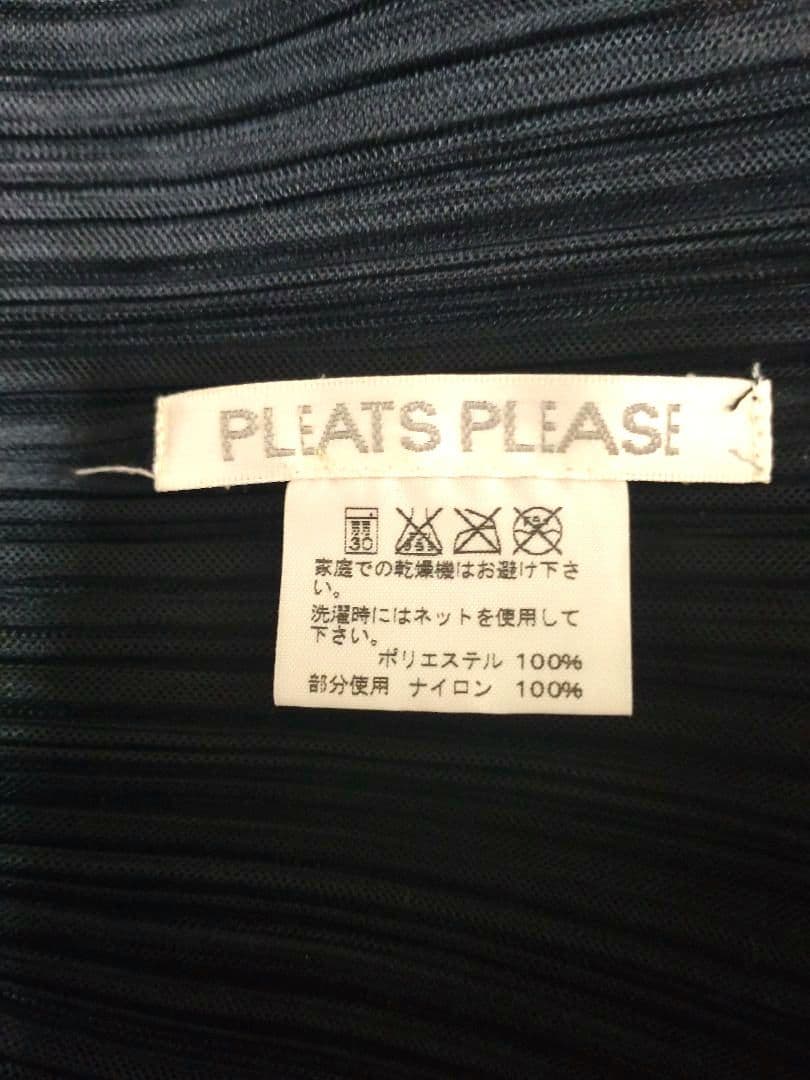 PLEATS PLEASE
弱
30
家庭での乾燥機はお避け下さ
い。
洗濯時にはネットを使用して
下さい。
ポリエステル 100%
部分使用 ナイロン 100%